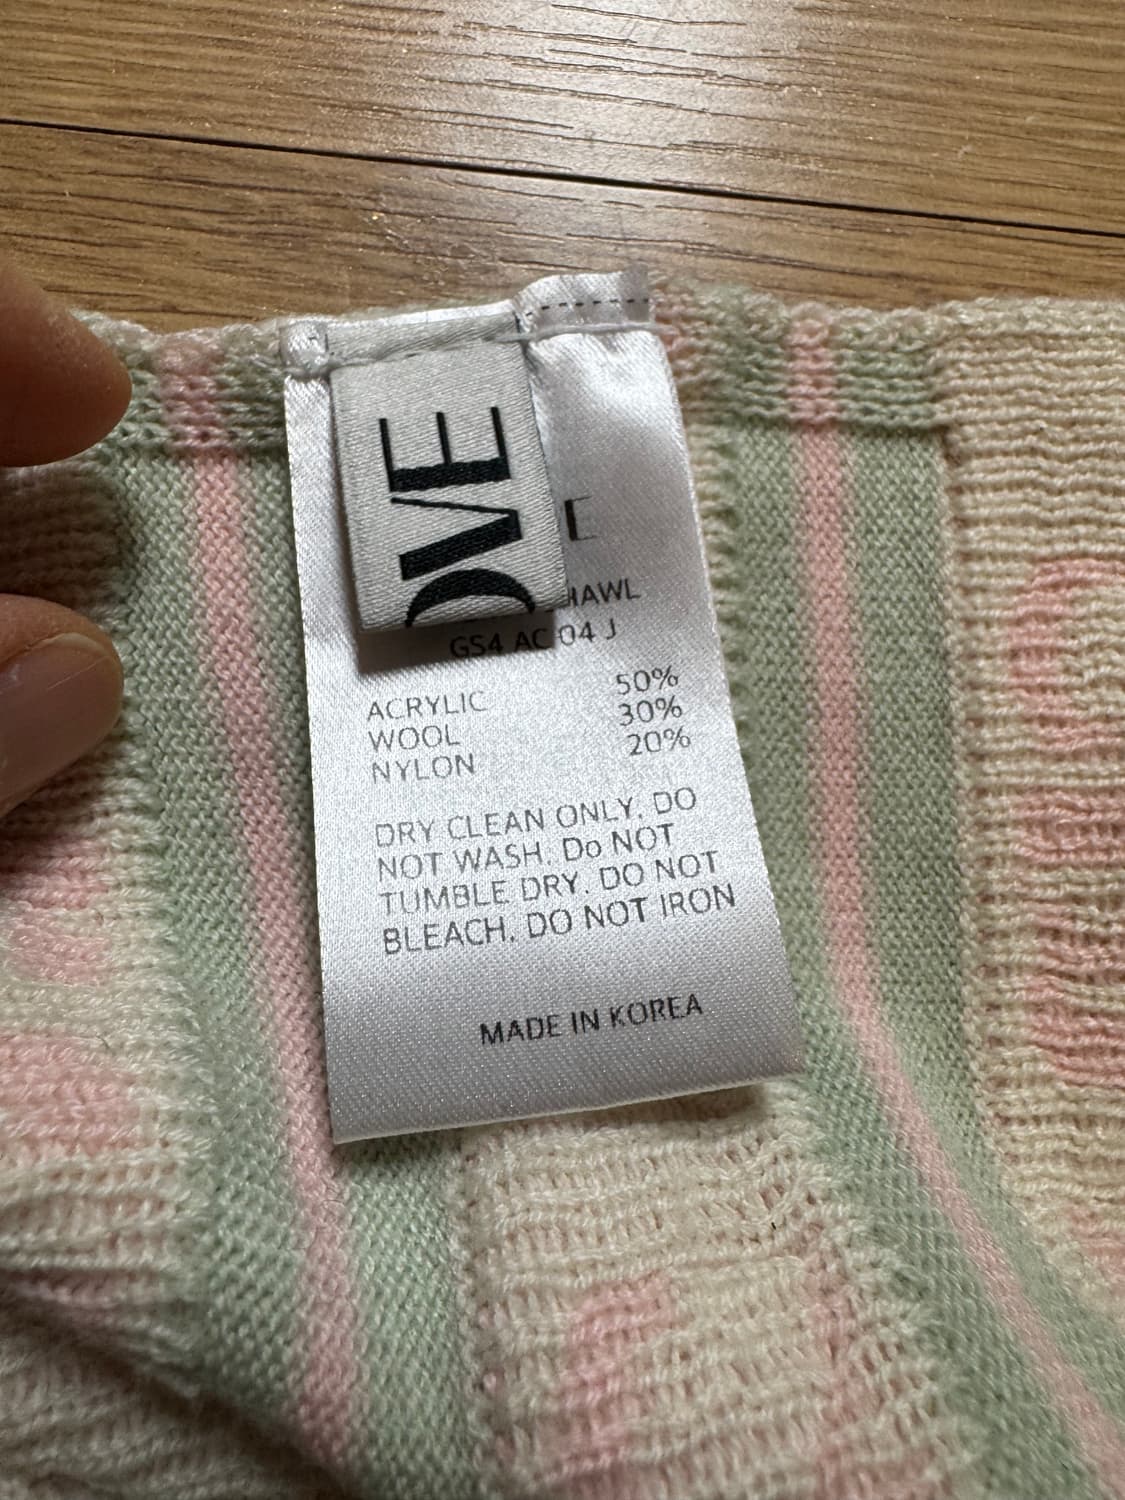 OVE
E
HAWL
GS4 AC 04 J
ACRYLIC 50%
WOOL 30%
NYLON 20%
DRY CLEAN ONLY. DO
NOT WASH. Do NOT
TUMBLE DRY. DO NOT
BLEACH. DO NOT IRON
MADE IN KOREA